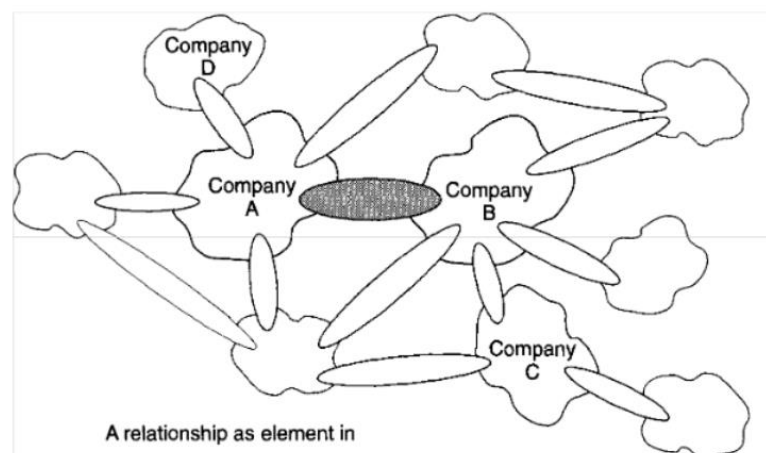 Company
D
Company
A
Company
B
Company
C
A relationship as element in